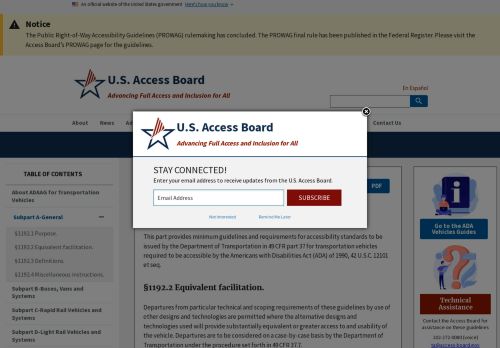 An official website of the United States government Here's how you know
Notice
The Public Right-of-Way Accessibility Guidelines (PROWAG) rulemaking has concluded. The PROWAG final rule has been published in the Federal Register. Please visit the
Access Board's PROWAG page for the guidelines.
U.S. Access Board
Advancing Full Access and Inclusion for All
En Español
About
News
Contact Us
U.S. Access Board
Advancing Full Access and Inclusion for All
STAY CONNECTED!
Enter your email address to receive updates from the U.S. Access Board.
Email Address
SUBSCRIBE
Not Interested
Remind Me Later
TABLE OF CONTENTS
About ADAAG for Transportation
Vehicles
Subpart A-General
§1192.1 Purpose.
§1192.2 Equivalent facilitation.
§1192.3 Definitions.
§1192.4 Miscellaneous instructions.
Subpart B-Buses, Vans and
Systems
Subpart C-Rapid Rail Vehicles and
Systems
Subpart D-Light Rail Vehicles and
Systems
PDF
This part provides minimum guidelines and requirements for accessibility standards to be
issued by the Department of Transportation in 49 CFR part 37 for transportation vehicles
required to be accessible by the Americans with Disabilities Act (ADA) of 1990, 42 U.S.C. 12101
et seq.
§1192.2 Equivalent facilitation.
Departures from particular technical and scoping requirements of these guidelines by use of
other designs and technologies are permitted where the alternative designs and
technologies used will provide substantially equivalent or greater access to and usability of
the vehicle. Departures are to be considered on a case-by-case basis by the Department of
Transportation under the procedure set forth in 49 CFR 37.7.
Go to the ADA
Vehicles Guides
Technical
Assistance
Contact the Access Board for
assistance on these guidelines